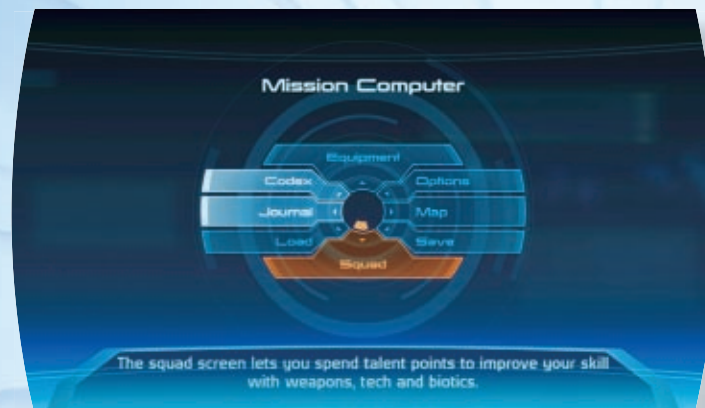 Mission Computer
Equipment
Codex
Options
Journal
Map
Load
Save
Squad
The squad screen lets you spend talent points to improve your skill
with weapons, tech and biotics.